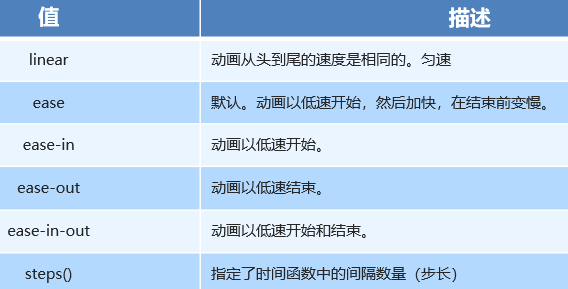 值 描述
linear 动画从头到尾的速度是相同的。匀速
ease 默认。动画以低速开始，然后加快，在结束前变慢。
ease-in 动画以低速开始。
ease-out 动画以低速结束。
ease-in-out 动画以低速开始和结束。
steps() 指定了时间函数中的间隔数量（步长）